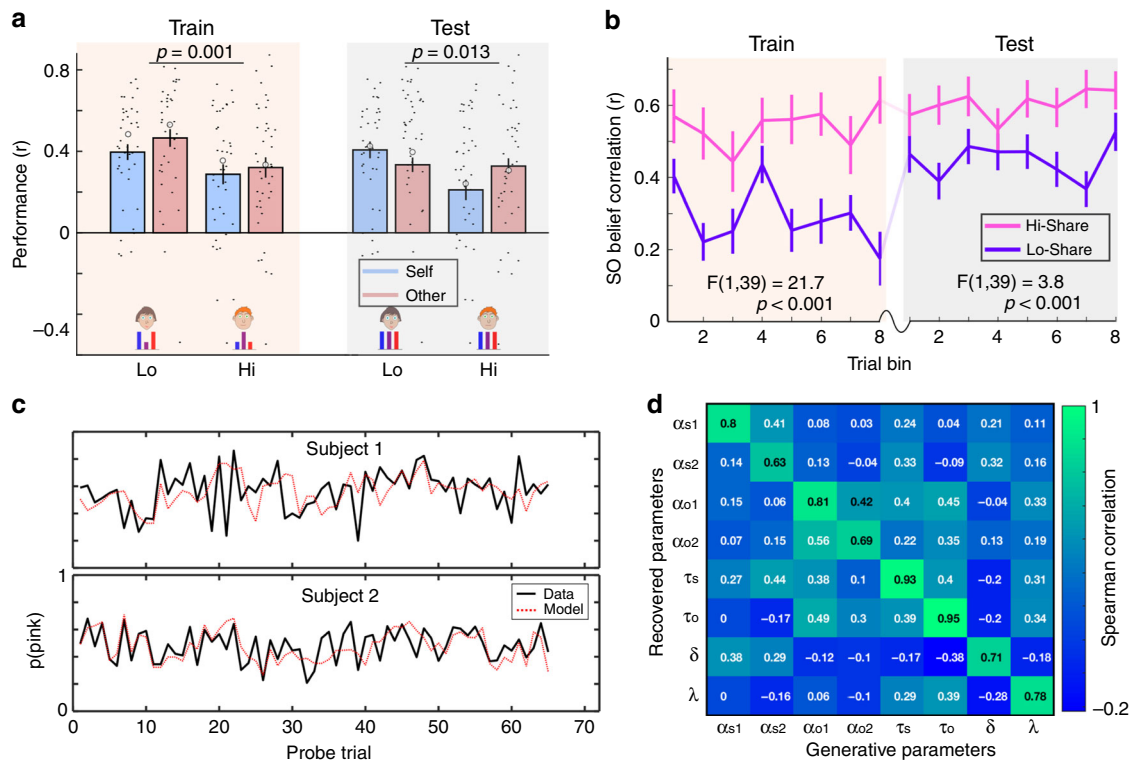 a
Train
Test
p = 0.001
p = 0.013
0.8
0.4
0
−0.4
Performance (r)
Self
Other
Lo
Hi
Lo
Hi
b
Train
Test
SO belief correlation (r)
0.6
0.4
0.2
0
Hi-Share
Lo-Share
F(1,39) = 21.7
p < 0.001
F(1,39) = 3.8
p < 0.001
2 4 6 8 2 4 6 8
Trial bin
c
Subject 1
1
Subject 2
Data
Model
p(pink)
0
0 10 20 30 40 50 60 70
Probe trial
d
Recovered parameters
αs1 0.8 0.41 0.08 0.03 0.24 0.04 0.21 0.11
αs2 0.14 0.63 0.13 −0.04 0.33 −0.09 0.32 0.16
αo1 0.15 0.06 0.81 0.42 0.4 0.45 −0.04 0.33
αo2 0.07 0.15 0.56 0.69 0.22 0.35 0.13 0.19
τs 0.27 0.44 0.38 0.1 0.93 0.4 −0.2 0.31
τo 0 −0.17 0.49 0.3 0.39 0.95 −0.2 0.34
δ 0.38 0.29 −0.12 −0.1 −0.17 −0.38 0.71 −0.18
λ 0 −0.16 0.06 −0.1 0.29 0.39 −0.28 0.78
αs1 αs2 αo1 αo2 τs τo δ λ
Generative parameters
1
−0.2
Spearman correlation